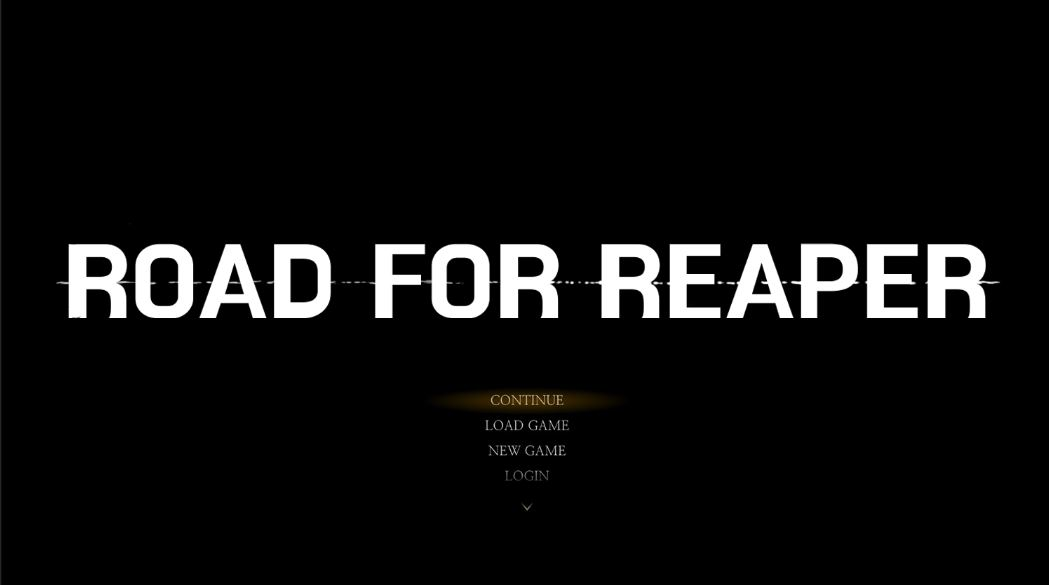 ROAD FOR REAPER
CONTINUE
LOAD GAME
NEW GAME
LOGIN